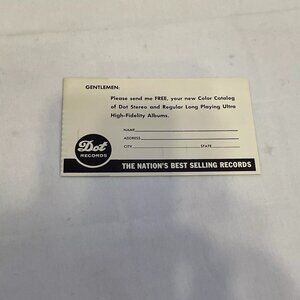 GENTLEMEN:
Please send me FREE, your new Color Catalog
of Dot Stereo and Regular Long Playing Ultra
High-Fidelity Albums.
NAME
ADDRESS
CITY STATE
Dot
RECORDS
THE NATION'S BEST SELLING RECORDS